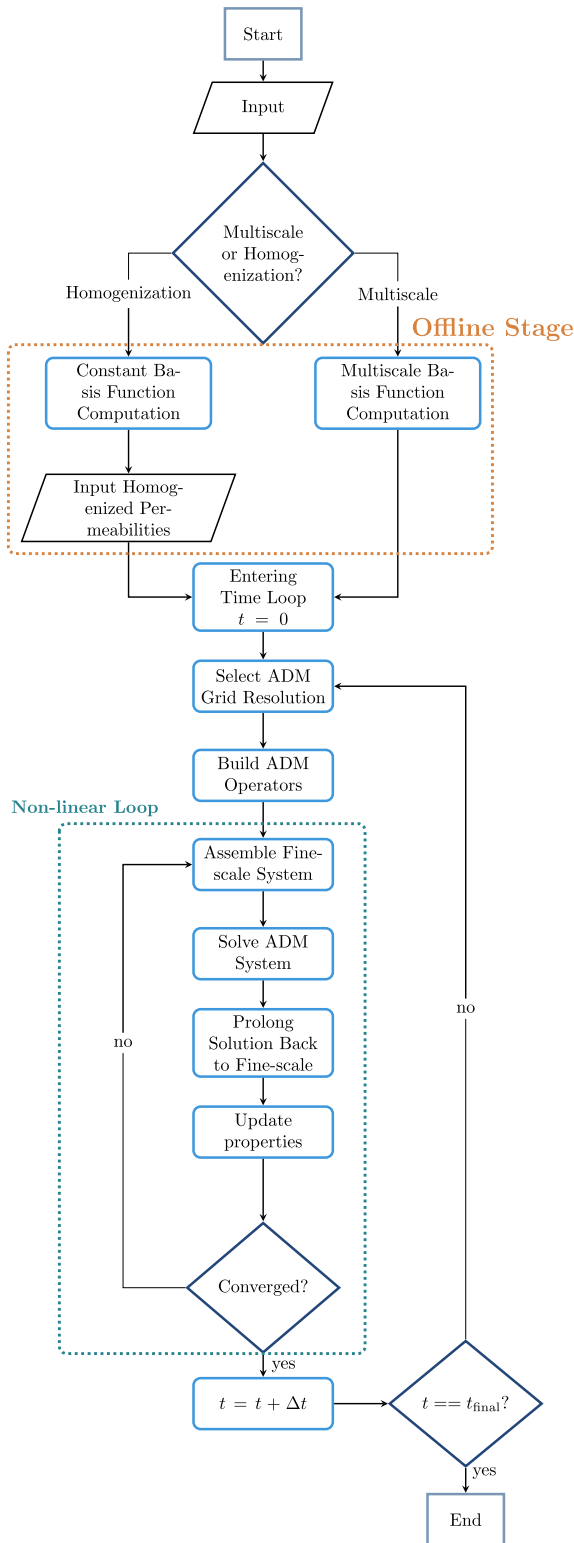 Start
Input
Multiscale
or Homog-
enization?
Homogenization
Multiscale
Offline Stage
Constant Ba-
sis Function
Computation
Multiscale Ba-
sis Function
Computation
Input Homog-
enized Per-
meabilities
Entering
Time Loop
t = 0
Select ADM
Grid Resolution
Build ADM
Operators
Non-linear Loop
Assemble Fine-
scale System
Solve ADM
System
Prolong
Solution Back
to Fine-scale
no
no
Update
properties
Converged?
yes
t = t + Δt
t == t_final?
yes
End